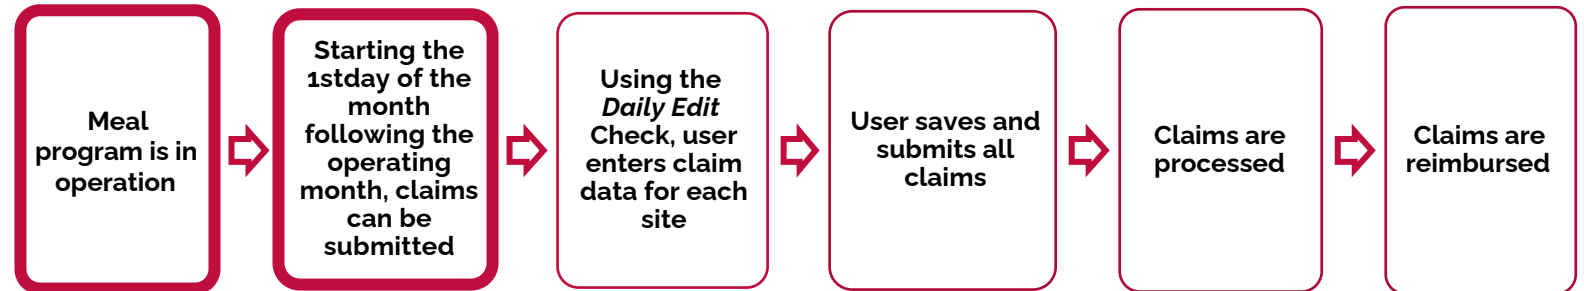 Meal
program is in
operation
Starting the
1stday of the
month
following the
operating
month, claims
can be
submitted
Using the
Daily Edit
Check, user
enters claim
data for each
site
User saves and
submits all
claims
Claims are
processed
Claims are
reimbursed